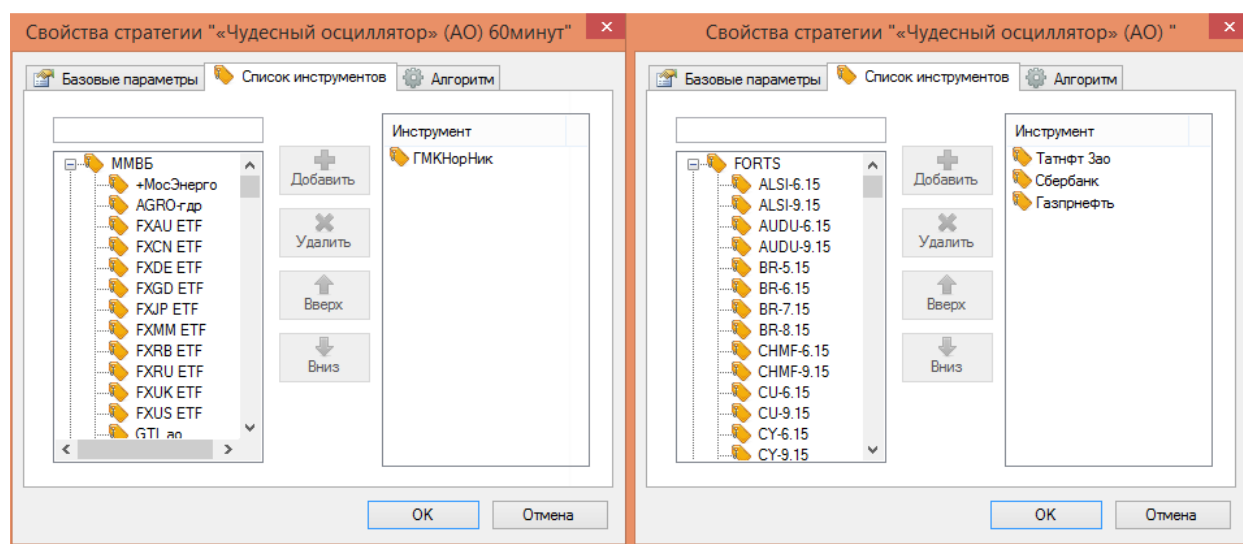 Свойства стратегии "«Чудесный осциллятор» (АО) 60минут"
Базовые параметры
Список инструментов
Алгоритм
ММВБ
+МосЭнерго
AGRO-гдр
FXAU ETF
FXCN ETF
FXDE ETF
FXGD ETF
FXJP ETF
FXMM ETF
FXRB ETF
FXRU ETF
FXUK ETF
FXUS ETF
GTL ао
Добавить
Удалить
Вверх
Вниз
Инструмент
ГМКНорНик
OK
Отмена
Свойства стратегии "«Чудесный осциллятор» (АО) "
Базовые параметры
Список инструментов
Алгоритм
FORTS
ALSI-6.15
ALSI-9.15
AUDU-6.15
AUDU-9.15
BR-5.15
BR-6.15
BR-7.15
BR-8.15
CHMF-6.15
CHMF-9.15
CU-6.15
CU-9.15
CY-6.15
CY-9.15
Добавить
Удалить
Вверх
Вниз
Инструмент
Татнфт 3ао
Сбербанк
Газпрнефть
OK
Отмена